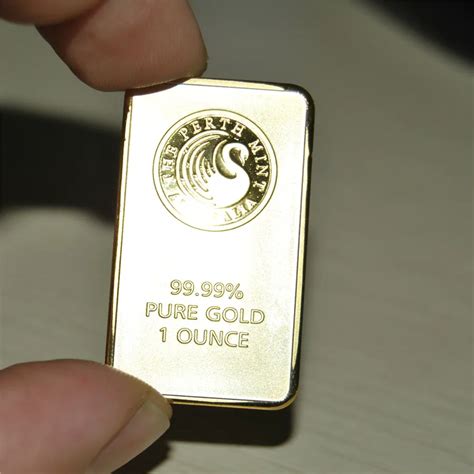 THE PERTH MINT
99.99%
PURE GOLD
1 OUNCE